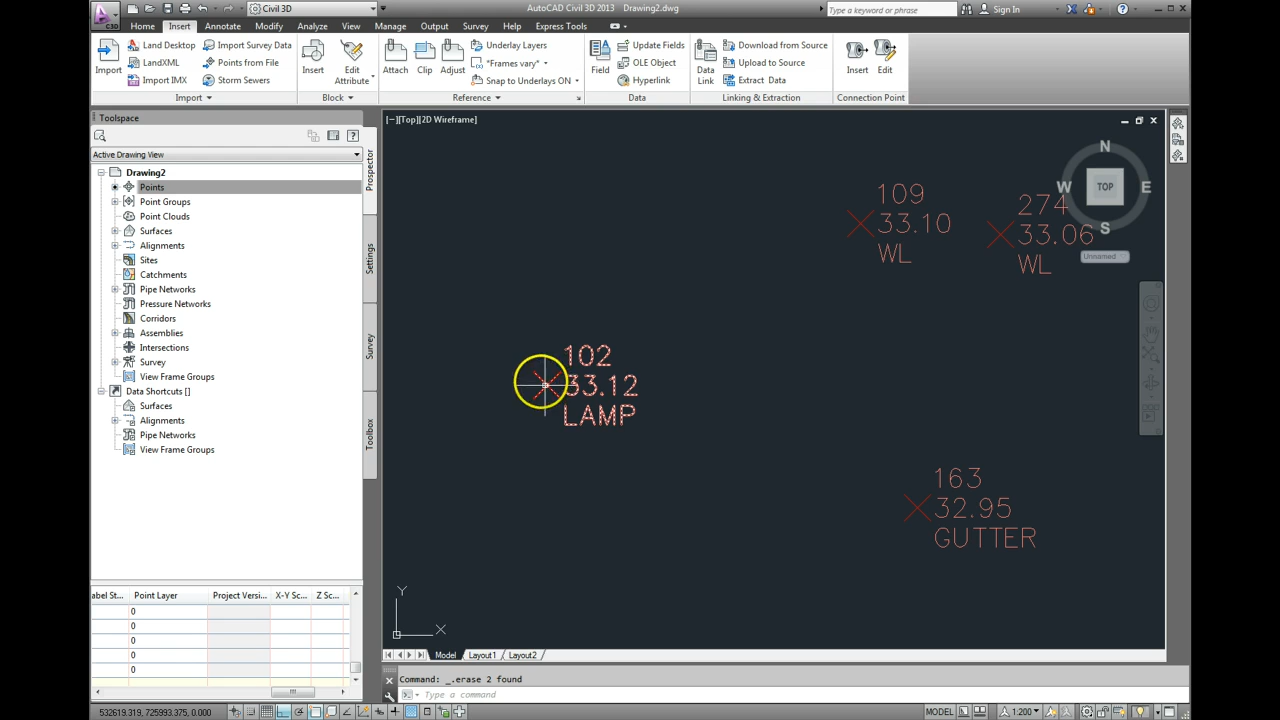 Civil 3D
AutoCAD Civil 3D 2013 Drawing2.dwg
Type a keyword or phrase
Sign In
Home Insert Annotate Modify Analyze View Manage Output Survey Help Express Tools
C3D
Import
Land Desktop
LandXML
Import IMX
Import Survey Data
Points from File
Storm Sewers
Import
Insert
Edit
Attribute
Block
Attach
Clip
Adjust
Underlay Layers
*Frames vary*
Snap to Underlays ON
Reference
Field
Update Fields
OLE Object
Hyperlink
Data
Data
Link
Download from Source
Upload to Source
Extract Data
Linking & Extraction
Insert
Edit
Connection Point
Toolspace
Active Drawing View
Drawing2
Points
Point Groups
Point Clouds
Surfaces
Alignments
Sites
Catchments
Pipe Networks
Pressure Networks
Corridors
Assemblies
Intersections
Survey
View Frame Groups
Data Shortcuts []
Surfaces
Alignments
Pipe Networks
View Frame Groups
Prospector
Settings
Survey
Toolbox
abel St... Point Layer Project Versi... X-Y Sc... Z Sc...
0
0
0
0
0
[−][Top][2D Wireframe]
N
W TOP E
S
Unnamed
109
33.10
WL
274
33.06
WL
102
33.12
LAMP
163
32.95
GUTTER
Y
X
Model Layout1 Layout2
Command: _.erase 2 found
Type a command
532619.319, 725993.375, 0.000
MODEL
1:200